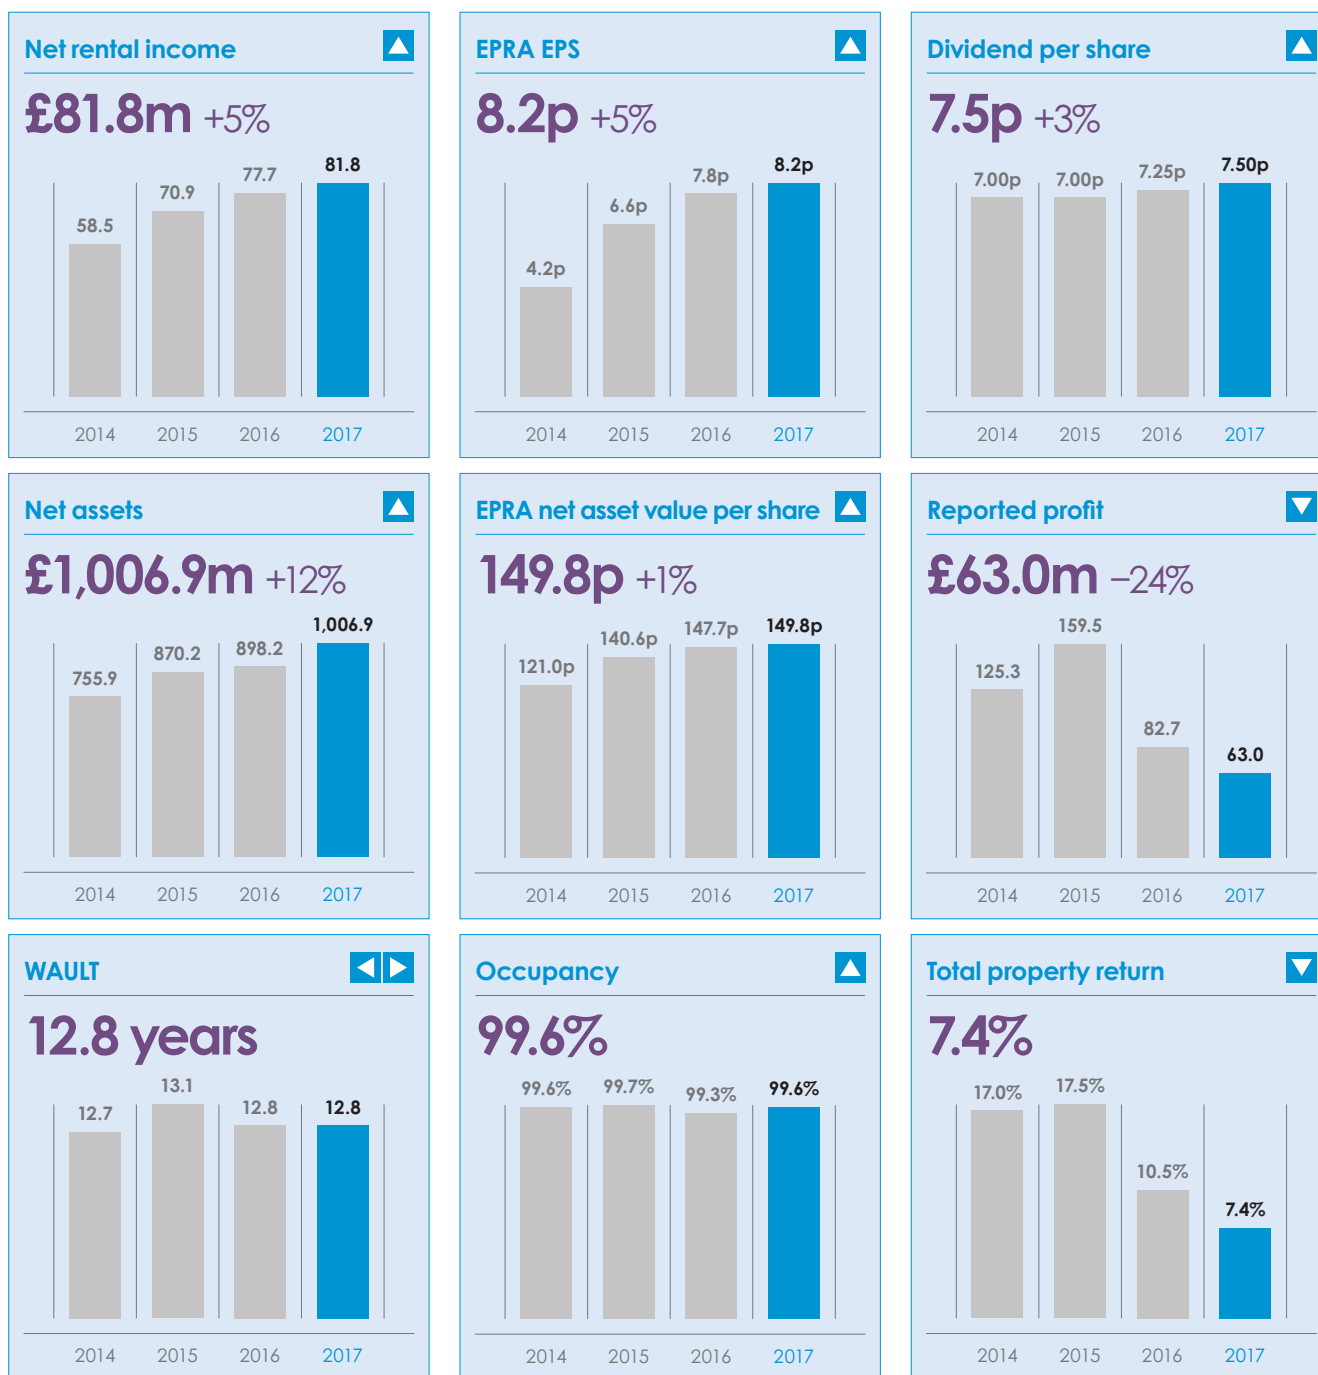 Net rental income
£81.8m +5%
58.5
70.9
77.7
81.8
2014 2015 2016 2017
EPRA EPS
8.2p +5%
4.2p
6.6p
7.8p
8.2p
2014 2015 2016 2017
Dividend per share
7.5p +3%
7.00p
7.00p
7.25p
7.50p
2014 2015 2016 2017
Net assets
£1,006.9m +12%
755.9
870.2
898.2
1,006.9
2014 2015 2016 2017
EPRA net asset value per share
149.8p +1%
121.0p
140.6p
147.7p
149.8p
2014 2015 2016 2017
Reported profit
£63.0m –24%
125.3
159.5
82.7
63.0
2014 2015 2016 2017
WAULT
12.8 years
12.7
13.1
12.8
12.8
2014 2015 2016 2017
Occupancy
99.6%
99.6%
99.7%
99.3%
99.6%
2014 2015 2016 2017
Total property return
7.4%
17.0%
17.5%
10.5%
7.4%
2014 2015 2016 2017